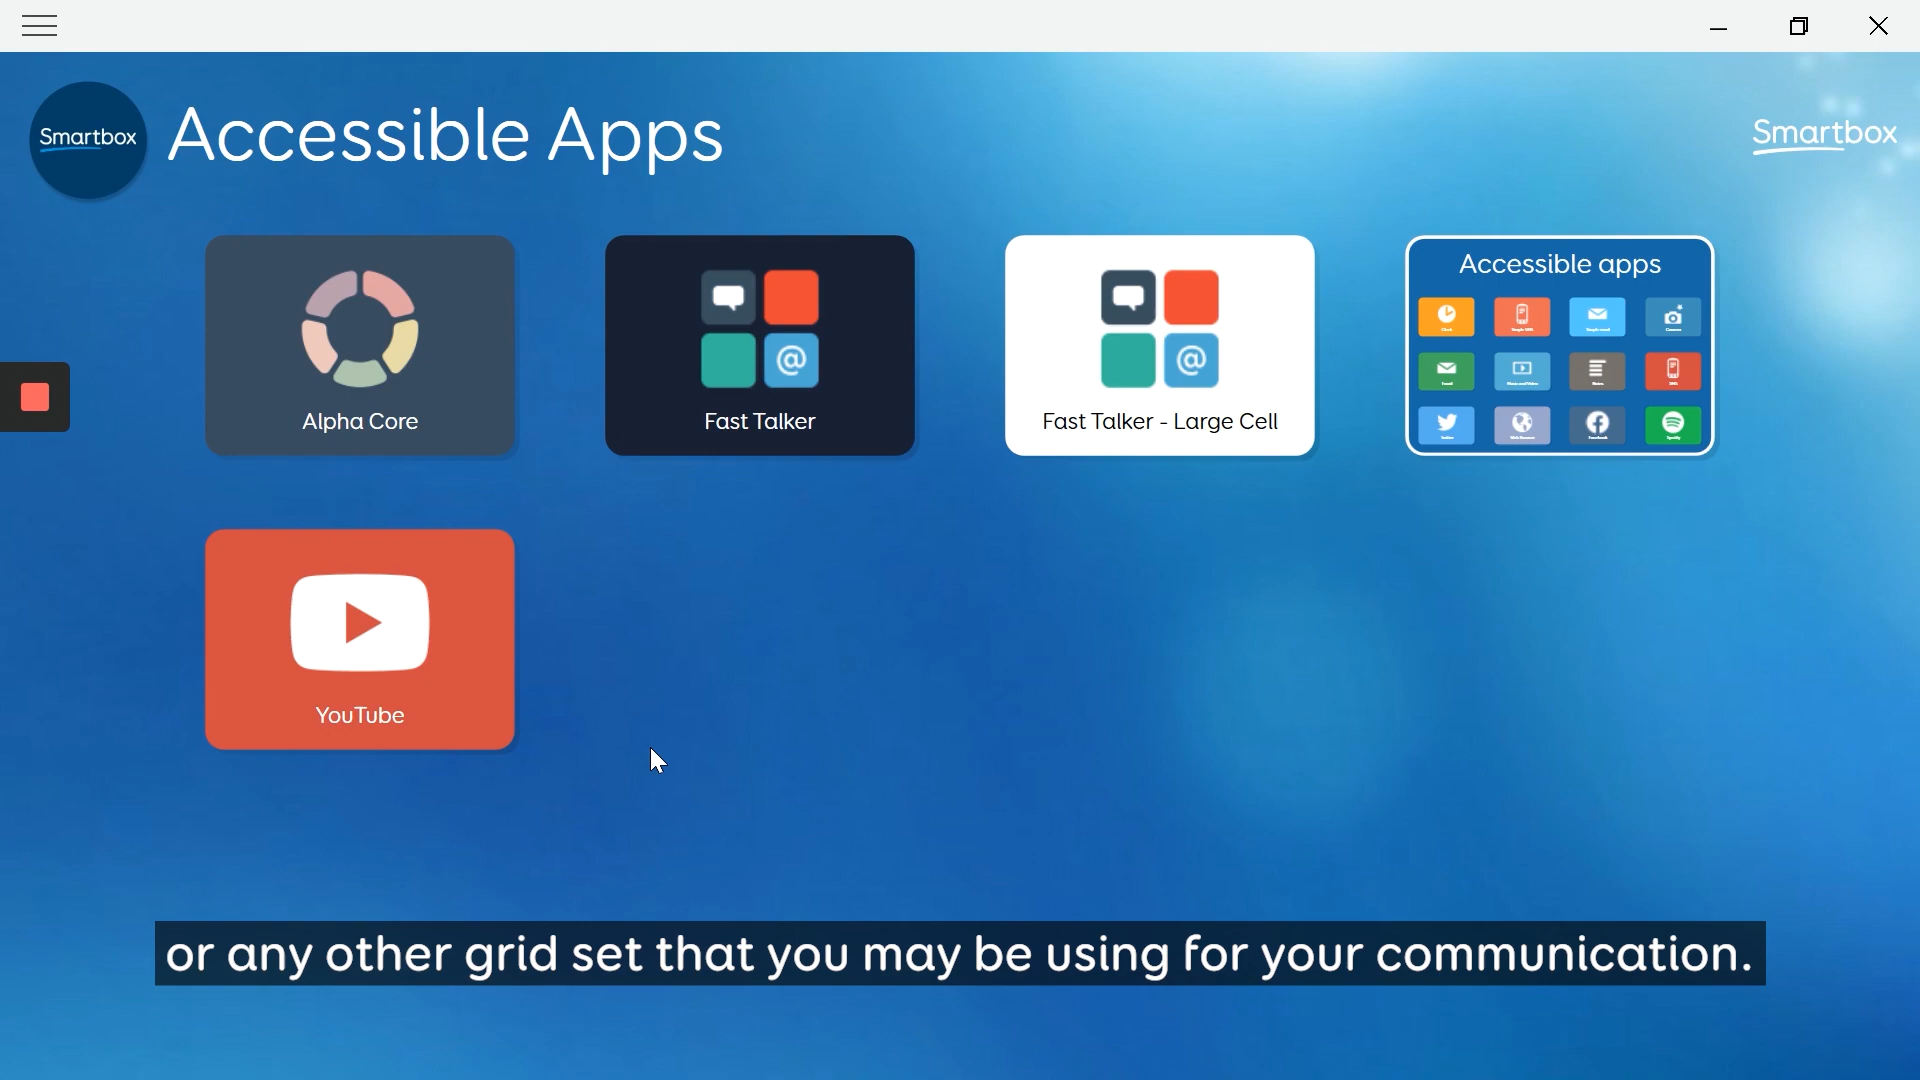 Smartbox
Accessible Apps
Smartbox
Alpha Core
@
Fast Talker
@
Fast Talker - Large Cell
Accessible apps
YouTube
or any other grid set that you may be using for your communication.